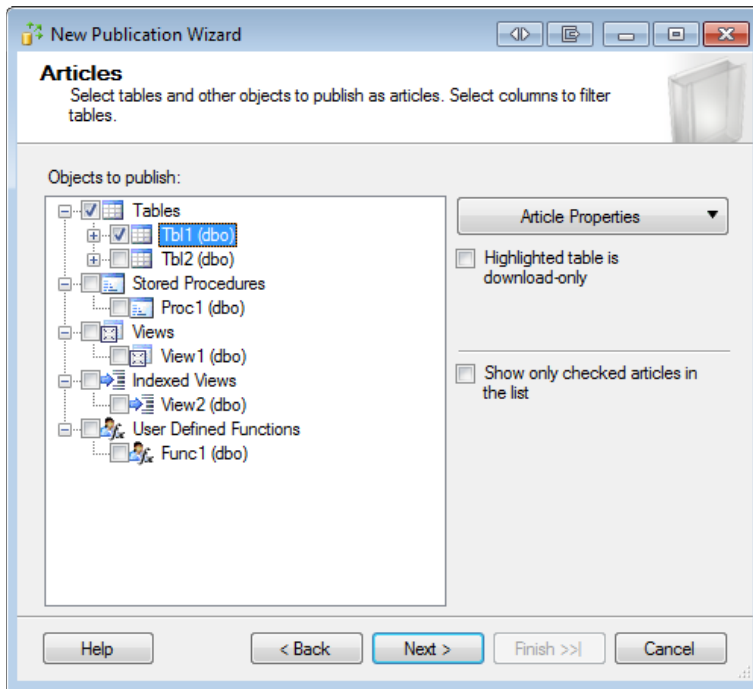 New Publication Wizard
Articles
Select tables and other objects to publish as articles. Select columns to filter
tables.
Objects to publish:
Tables
Tbl1 (dbo)
Tbl2 (dbo)
Stored Procedures
Proc1 (dbo)
Views
View1 (dbo)
Indexed Views
View2 (dbo)
User Defined Functions
Func1 (dbo)
Article Properties
Highlighted table is
download-only
Show only checked articles in
the list
Help
< Back
Next >
Finish >>|
Cancel